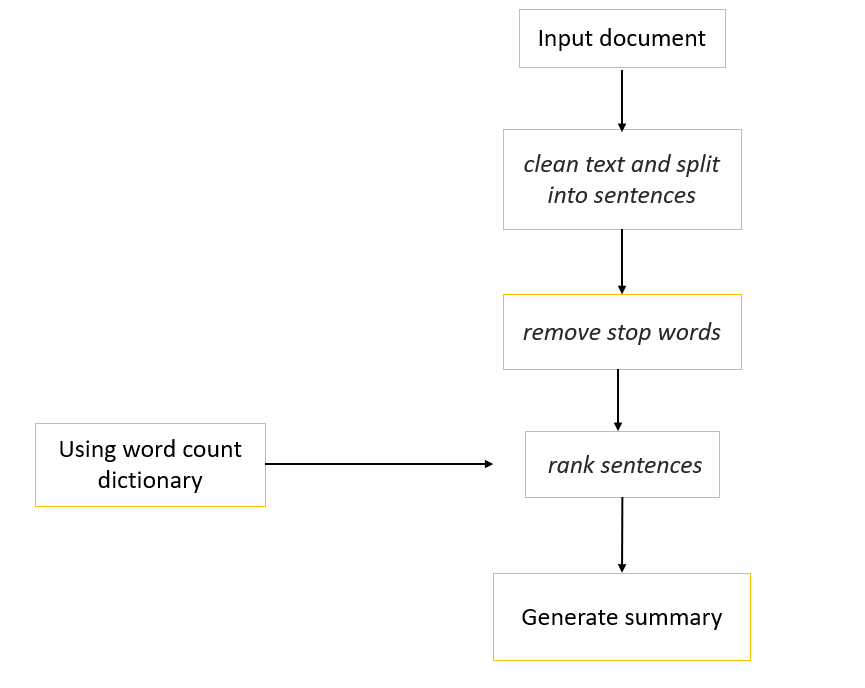 Input document
clean text and split
into sentences
remove stop words
Using word count
dictionary
rank sentences
Generate summary